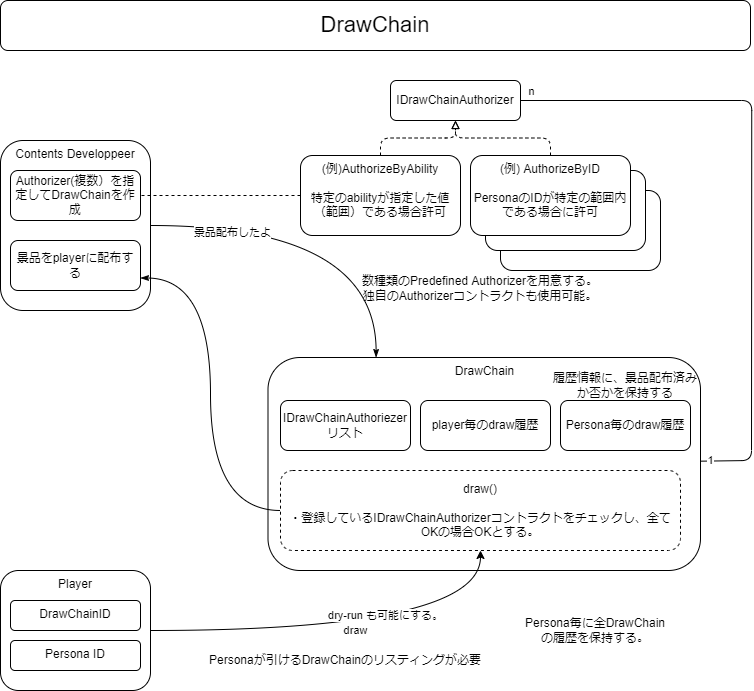 DrawChain
IDrawChainAuthorizer
n
Contents Developpeer
Authorizer(複数）を指
定してDrawChainを作
成
(例)AuthorizeByAbility
特定のabilityが指定した値
（範囲）である場合許可
(例) AuthorizeByID
PersonaのIDが特定の範囲内
である場合に許可
景品配布したよ
景品をplayerに配布す
る
数種類のPredefined Authorizerを用意する。
独自のAuthorizerコントラクトも使用可能。
DrawChain
履歴情報に、景品配布済み
か否かを保持する
IDrawChainAuthoriezer
リスト
player毎のdraw履歴
Persona毎のdraw履歴
1
draw()
・登録しているIDrawChainAuthorizerコントラクトをチェックし、全て
OKの場合OKとする。
Player
DrawChainID
Persona ID
dry-run も可能にする。
draw
Persona毎に全DrawChain
の履歴を保持する。
Personaが引けるDrawChainのリスティングが必要